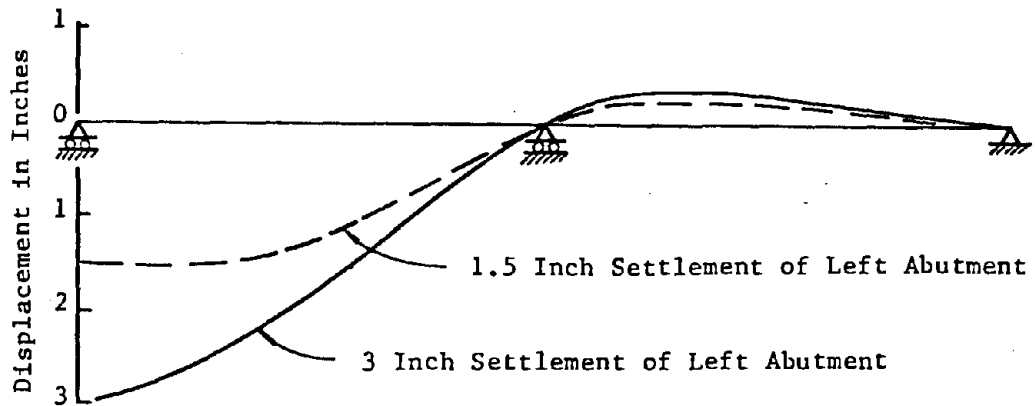 1
0
1
2
3
Displacement in Inches
1.5 Inch Settlement of Left Abutment
3 Inch Settlement of Left Abutment